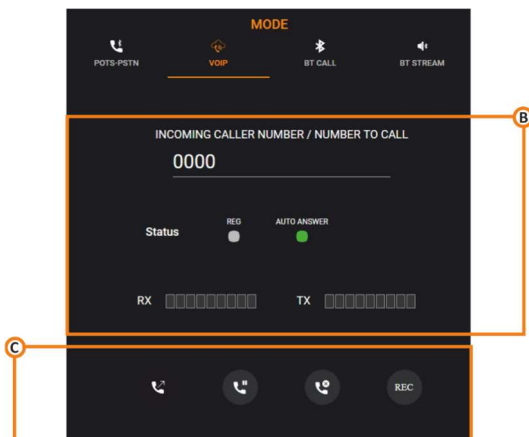 MODE
POTS-PSTN VOIP BT CALL BT STREAM
B
INCOMING CALLER NUMBER / NUMBER TO CALL
0000
REG AUTO ANSWER
Status
RX TX
C
REC